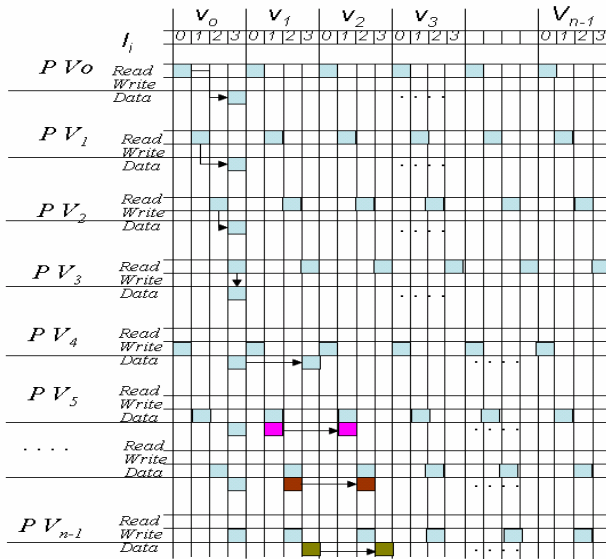 Vo V1 V2 V3 Vn-1
Ii 0 1 2 3 0 1 2 3 0 1 2 3 0 1 2 3 0 1 2 3
P Vo Read
Write
Data . . . .
P V1 Read
Write
Data . . . .
P V2 Read
Write
Data . . . .
P V3 Read
Write
Data . . . .
P V4 Read
Write
Data . . . .
P V5 Read
Write
Data
. . . .
. . . . Read
Write
Data
. . . .
P Vn-1 Read
Write
Data . . . .